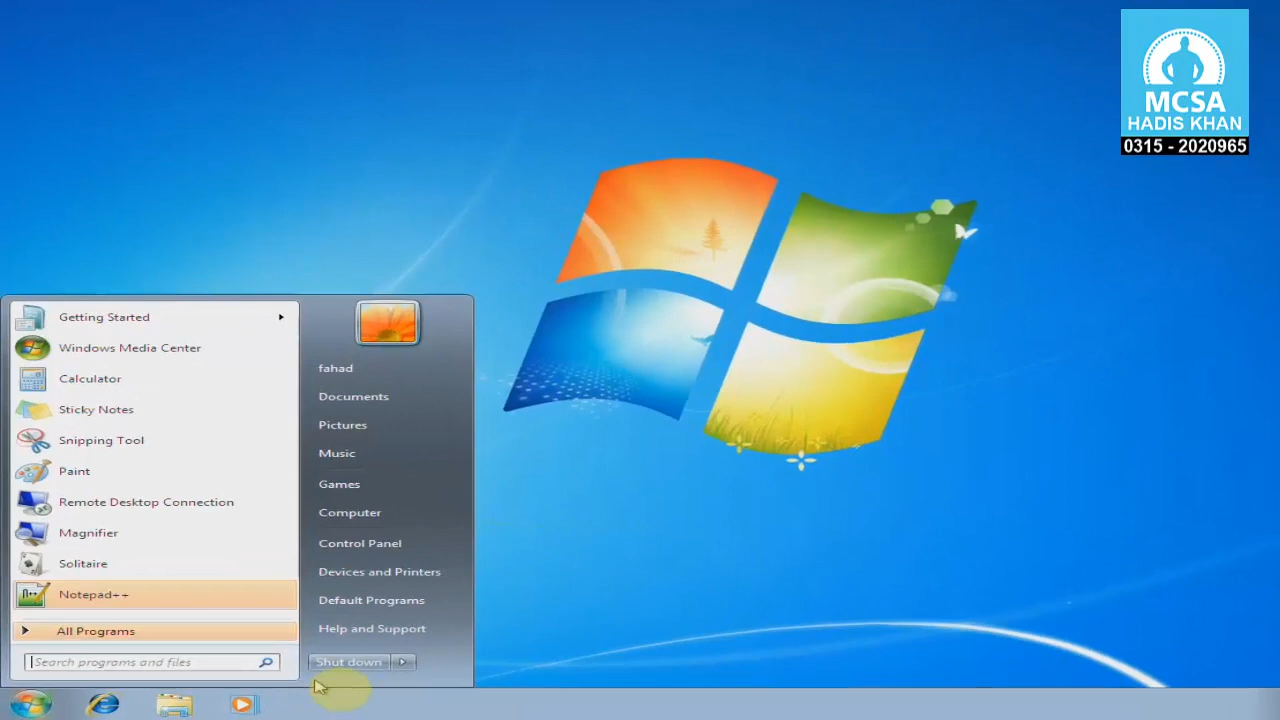 MCSA
HADIS KHAN
0315 - 2020965
Getting Started
Windows Media Center
Calculator
Sticky Notes
Snipping Tool
Paint
Remote Desktop Connection
Magnifier
Solitaire
Notepad++
All Programs
Search programs and files
fahad
Documents
Pictures
Music
Games
Computer
Control Panel
Devices and Printers
Default Programs
Help and Support
Shut down